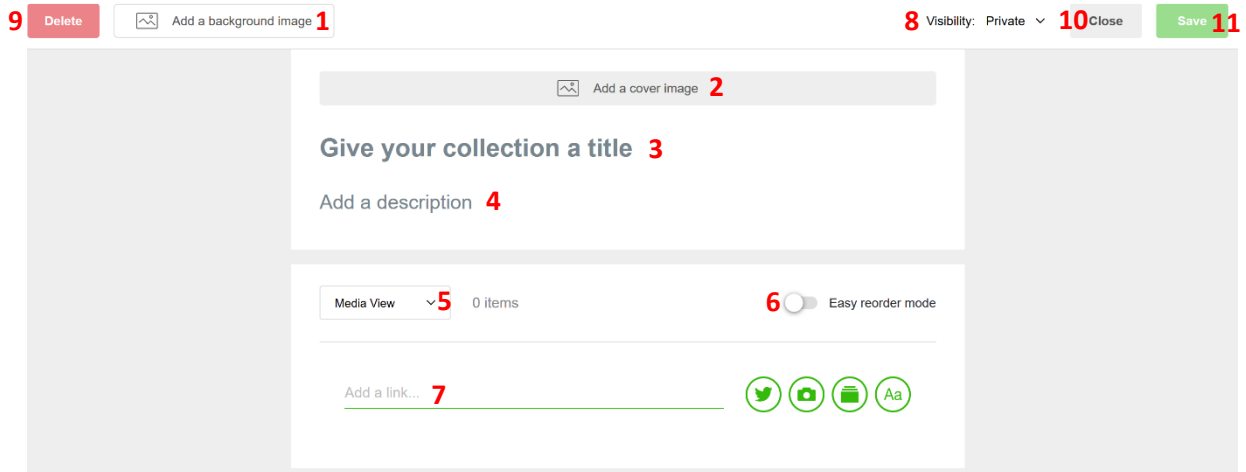 9 Delete Add a background image 1 8 Visibility: Private 10 Close Save 11
Add a cover image 2
Give your collection a title 3
Add a description 4
Media View 5 0 items 6 Easy reorder mode
Add a link... 7 Aa